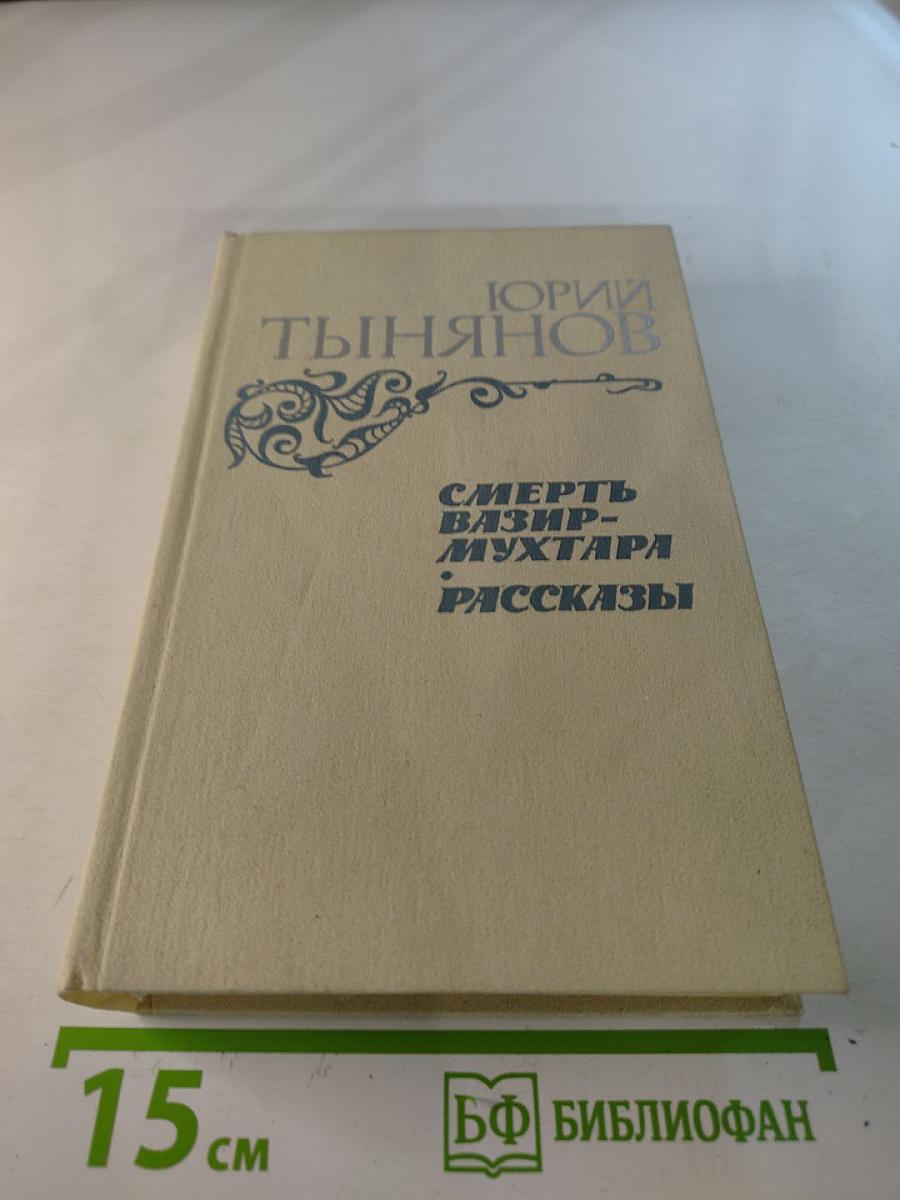 ЮРИЙ
ТЫНЯНОВ
СМЕРТЬ
ВАЗИР-
МУХТАРА
•
РАССКАЗЫ
15 см
БФ БИБЛИОФАН